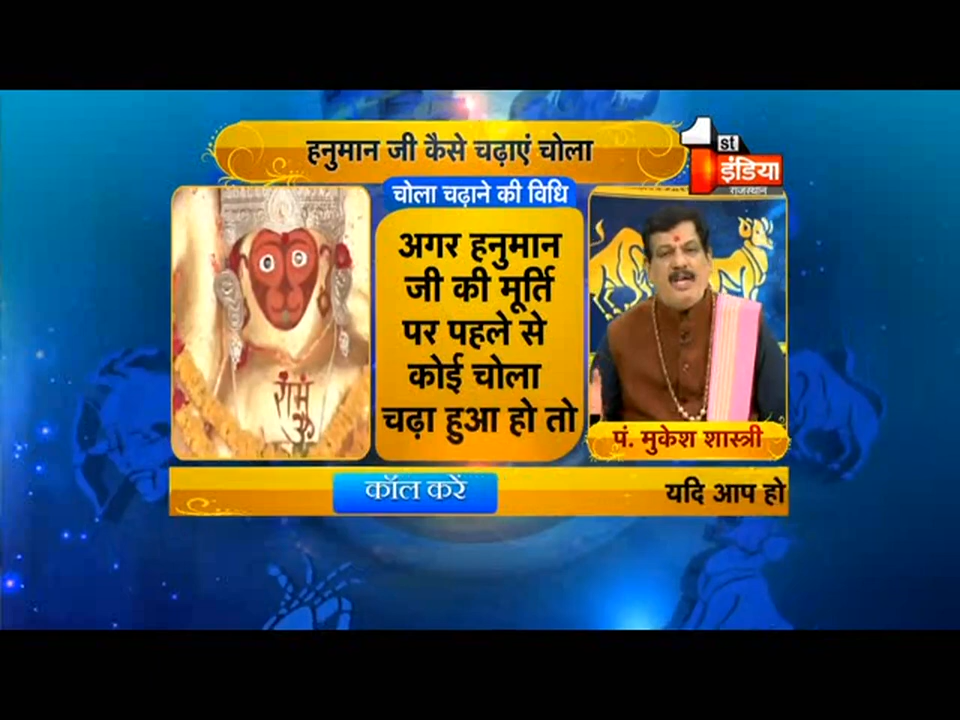 हनुमान जी कैसे चढ़ाएं चोला
1st
इंडिया
राजस्थान
चोला चढ़ाने की विधि
अगर हनुमान
जी की मूर्ति
पर पहले से
कोई चोला
चढ़ा हुआ हो तो
राम
ॐ
पं. मुकेश शास्त्री
कॉल करें
यदि आप हो